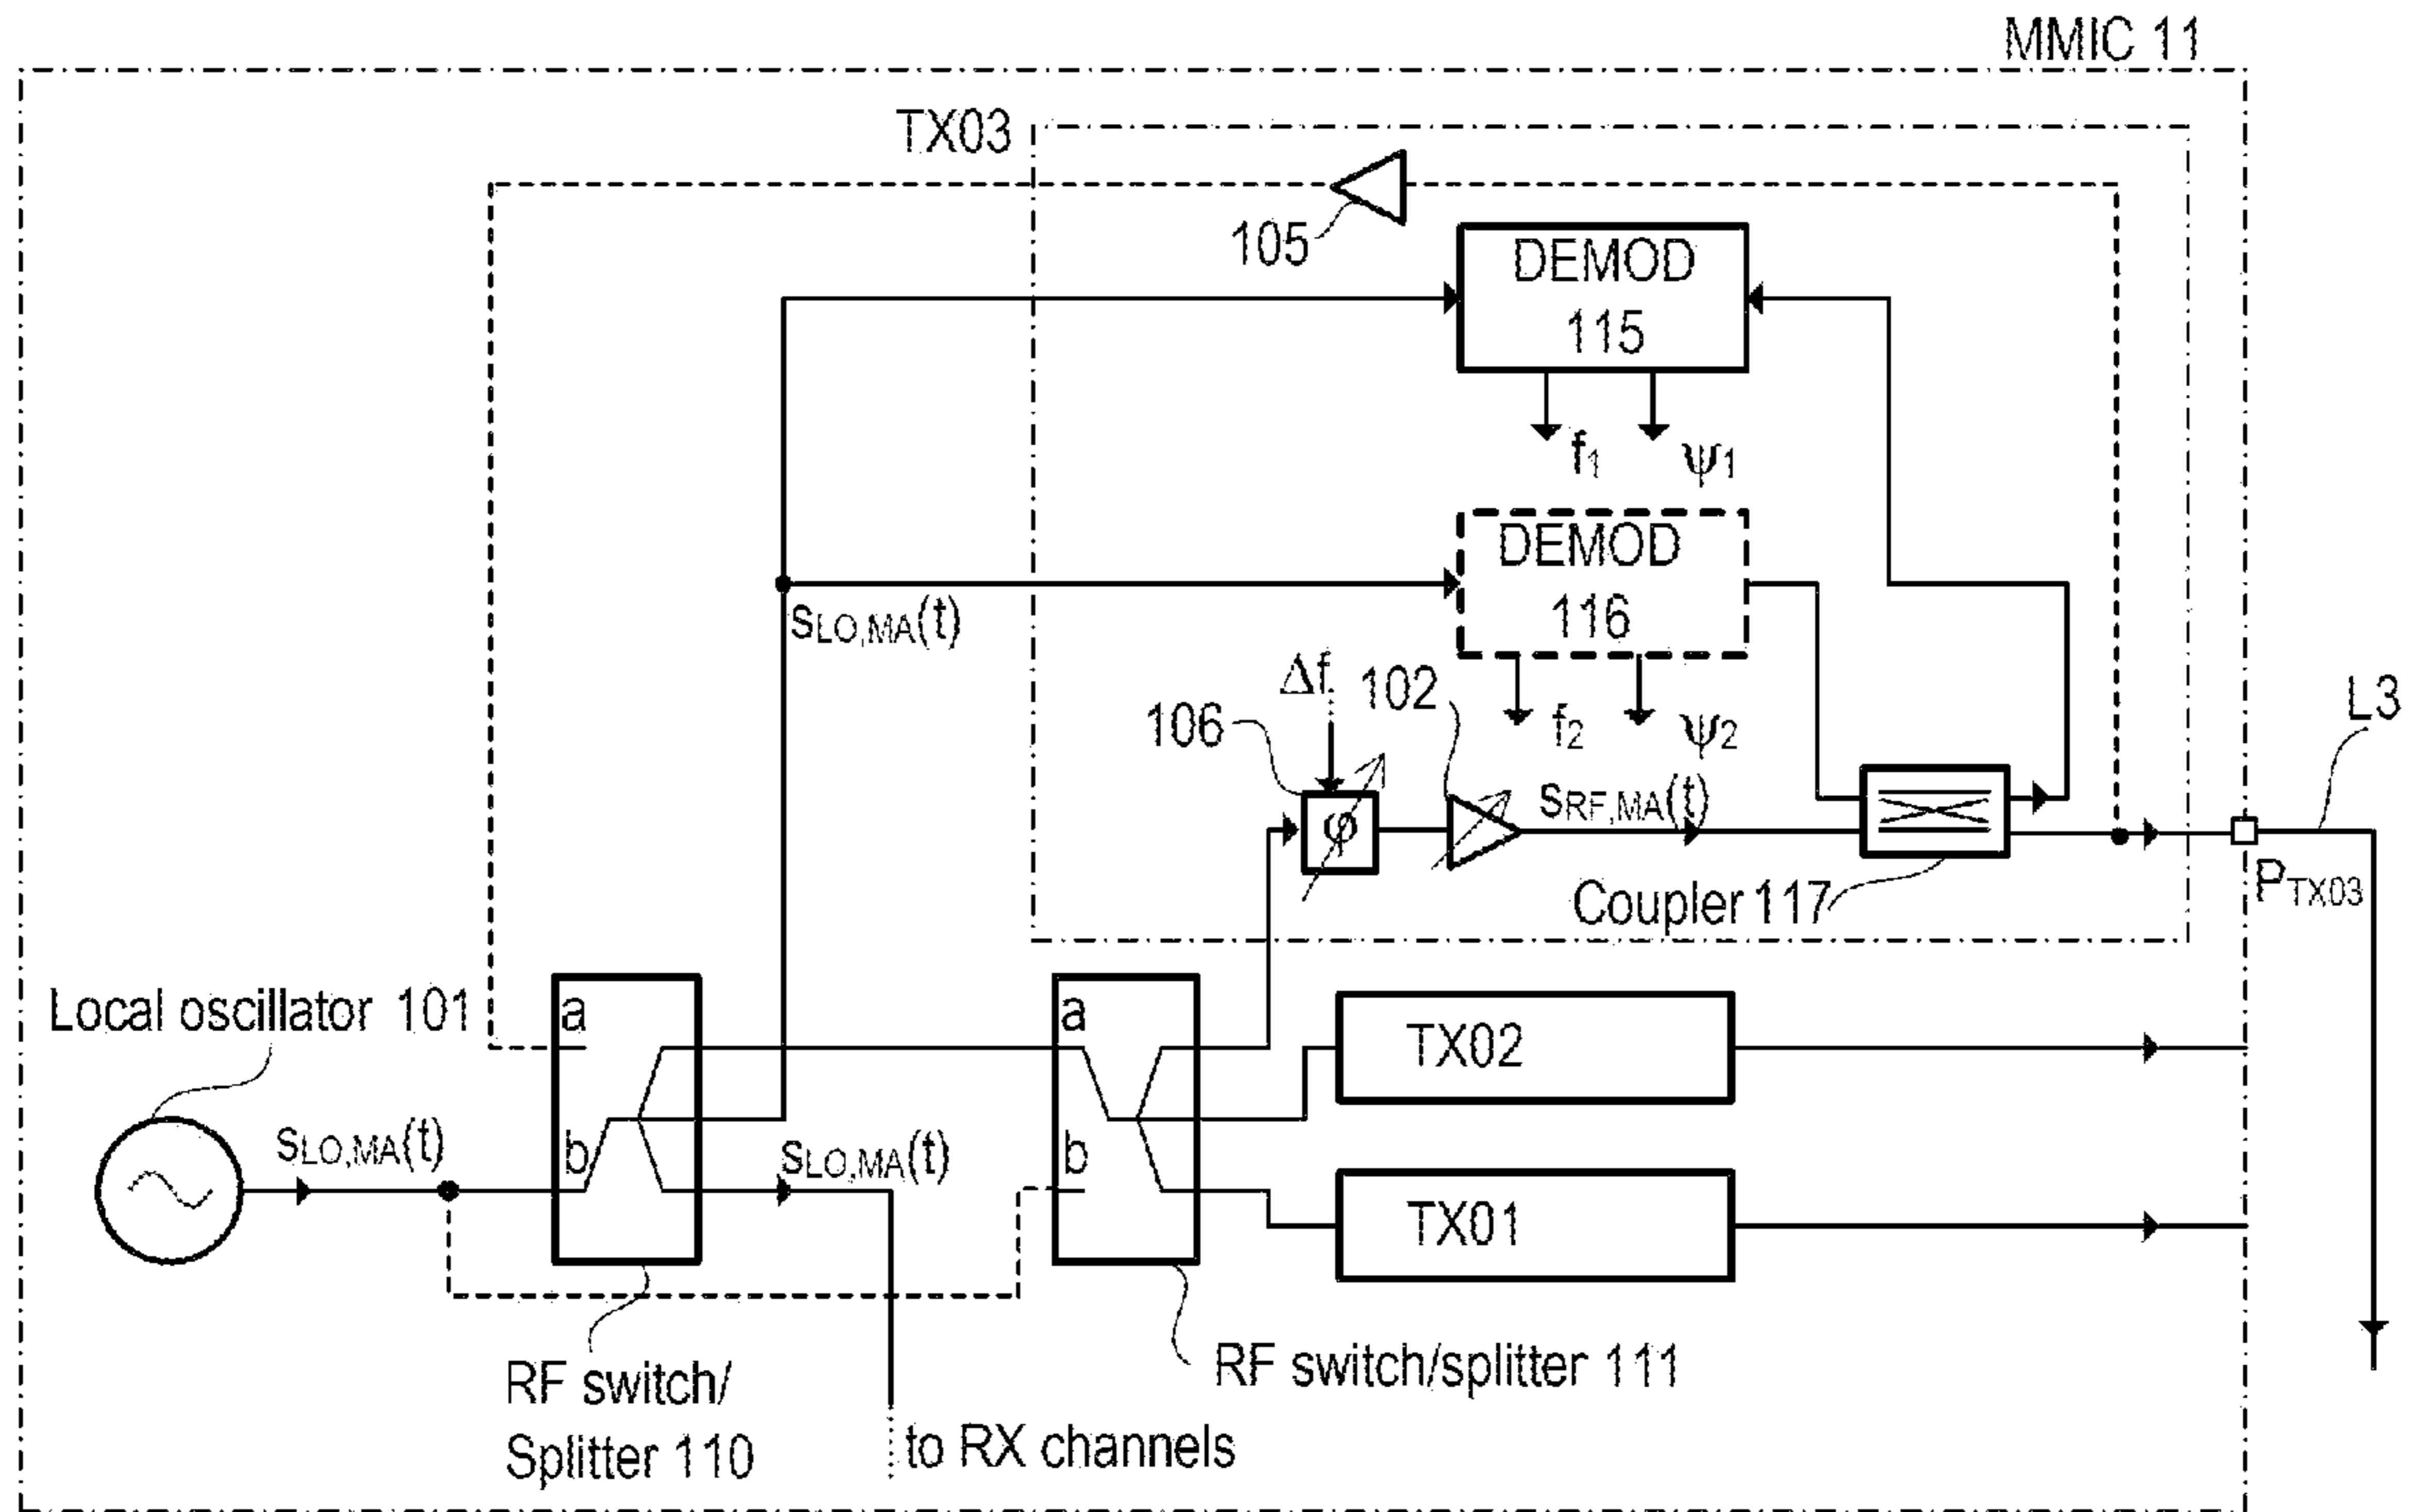 MMIC 11
TX03
105
DEMOD
115
f1 ψ1
DEMOD
116
sLO,MA(t)
Δf
102
106
f2 ψ2
L3
φ
sRF,MA(t)
Coupler 117
PTX03
Local oscillator 101
a
a
TX02
sLO,MA(t)
b
sLO,MA(t)
b
TX01
RF switch/
Splitter 110
RF switch/splitter 111
to RX channels